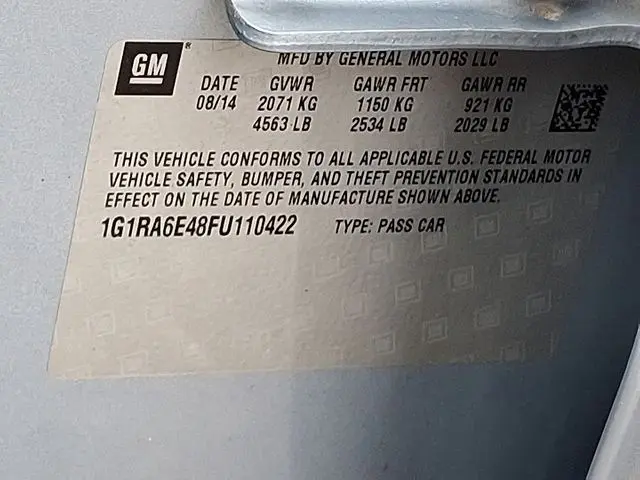 GM
MFD BY GENERAL MOTORS LLC
DATE GVWR GAWR FRT GAWR RR
08/14 2071 KG 1150 KG 921 KG
4563 LB 2534 LB 2029 LB
THIS VEHICLE CONFORMS TO ALL APPLICABLE U.S. FEDERAL MOTOR
VEHICLE SAFETY, BUMPER, AND THEFT PREVENTION STANDARDS IN
EFFECT ON THE DATE OF MANUFACTURE SHOWN ABOVE.
1G1RA6E48FU110422 TYPE: PASS CAR